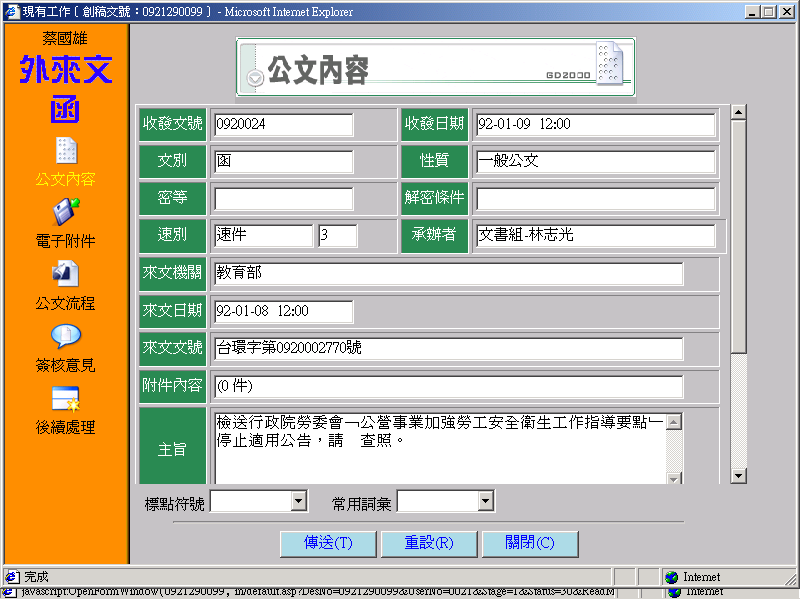 現有工作〔創稿文號：0921290099〕 - Microsoft Internet Explorer
蔡國雄
外來文
函
公文內容
電子附件
公文流程
簽核意見
後續處理
公文內容
GD2000
收發文號 0920024 收發日期 92-01-09 12:00
文別 函 性質 一般公文
密等 解密條件
速別 速件 3 承辦者 文書組-林志光
來文機關 教育部
來文日期 92-01-08 12:00
來文文號 台環字第0920002770號
附件內容 (0 件)
主旨 檢送行政院勞委會﹁公營事業加強勞工安全衛生工作指導要點﹂
停止適用公告，請　查照。
標點符號 常用詞彙
傳送(T) 重設(R) 關閉(C)
完成 Internet
javascript:OpenFormWindow('0921290099','in/default.asp?DesNo=0921290099&UserNo=0021&Stage=1&Status=30&ReadM Internet